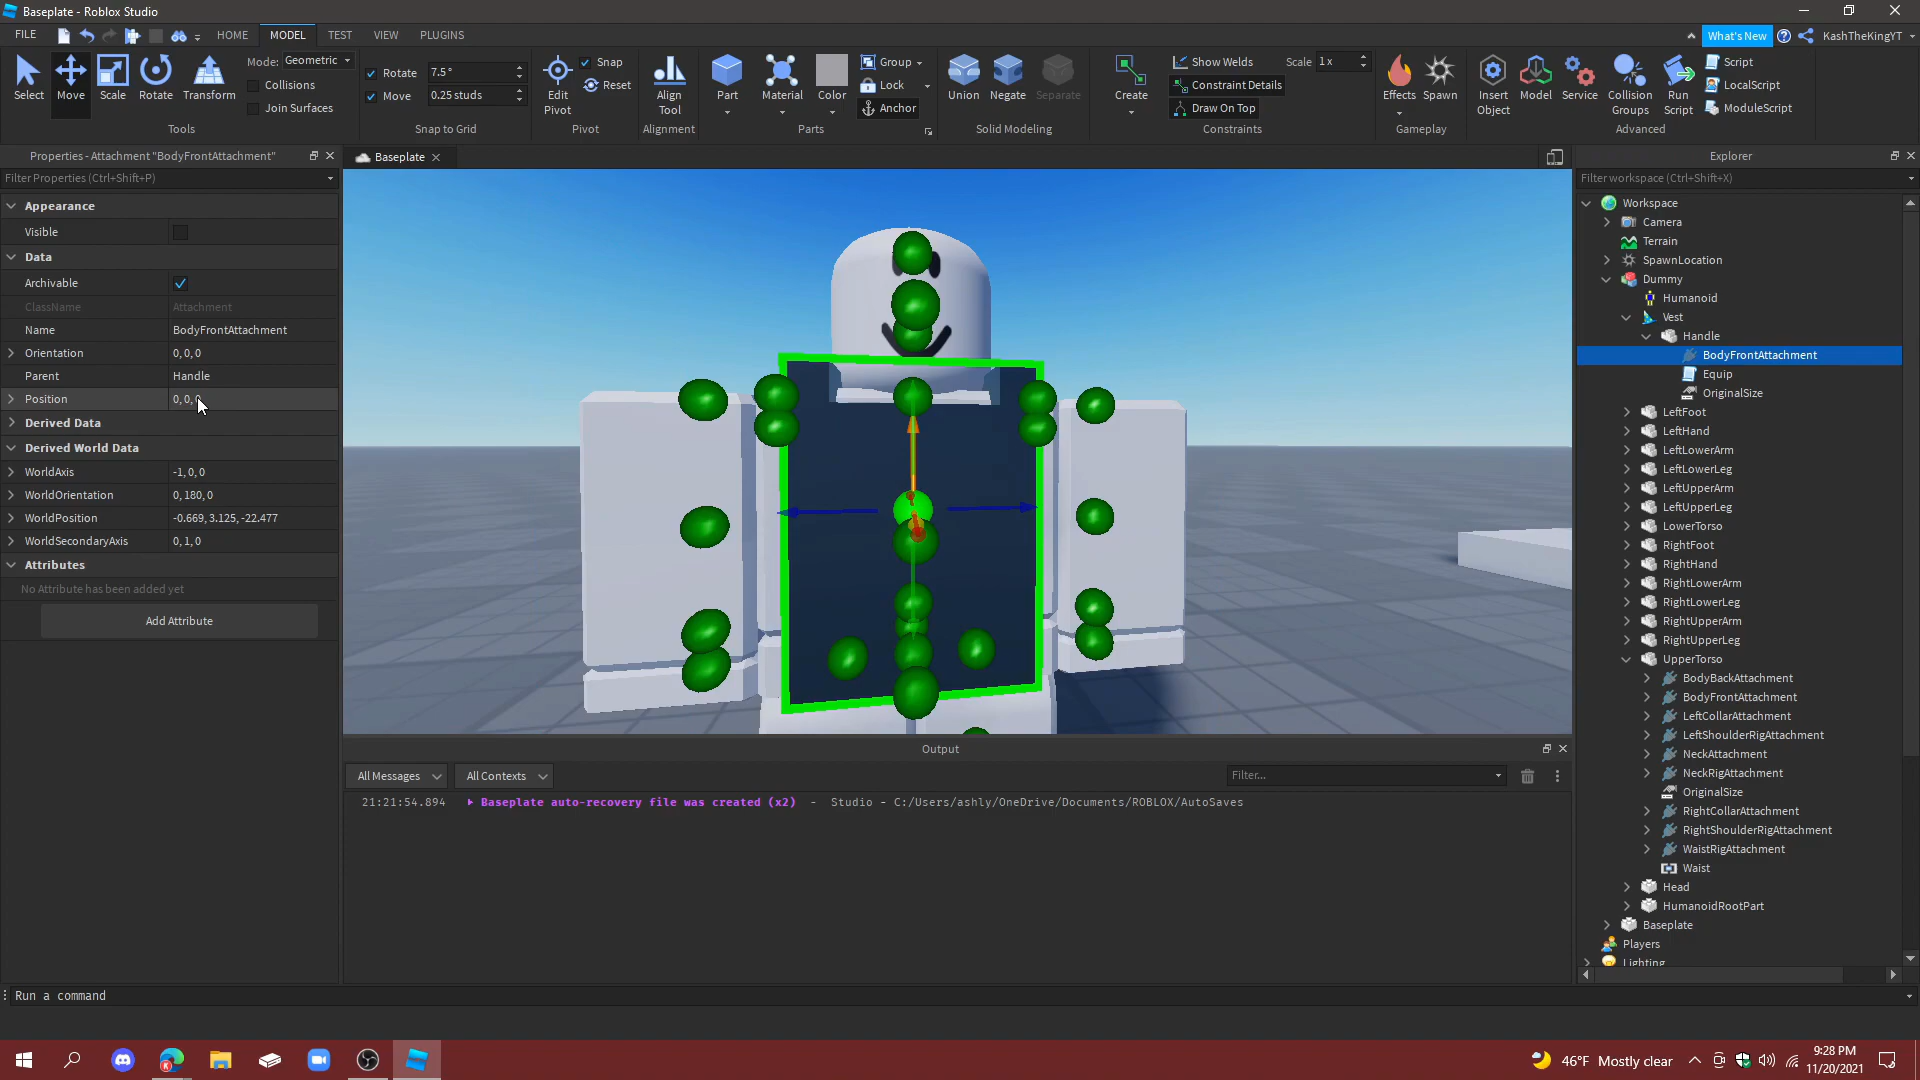 Baseplate - Roblox Studio
FILE HOME MODEL TEST VIEW PLUGINS What's New KashTheKingYT
Select Move Scale Rotate Transform
Mode: Geometric
Collisions
Join Surfaces
Tools
Rotate 7.5°
Move 0.25 studs
Snap to Grid
Edit Pivot
Snap
Reset
Pivot
Align Tool
Alignment
Part Material Color
Group
Lock
Anchor
Parts
Union Negate Separate
Solid Modeling
Create
Show Welds Scale 1 x
Constraint Details
Draw On Top
Constraints
Effects Spawn
Gameplay
Insert Object Model Service Collision Groups Run Script
Script
LocalScript
ModuleScript
Advanced
Properties - Attachment "BodyFrontAttachment"
Filter Properties (Ctrl+Shift+P)
Appearance
Visible
Data
Archivable
ClassName Attachment
Name BodyFrontAttachment
Orientation 0, 0, 0
Parent Handle
Position 0, 0, 0
Derived Data
Derived World Data
WorldAxis -1, 0, 0
WorldOrientation 0, 180, 0
WorldPosition -0.669, 3.125, -22.477
WorldSecondaryAxis 0, 1, 0
Attributes
No Attribute has been added yet
Add Attribute
Baseplate
Output
All Messages All Contexts Filter...
21:21:54.894 Baseplate auto-recovery file was created (x2) - Studio - C:/Users/ashly/OneDrive/Documents/ROBLOX/AutoSaves
Explorer
Filter workspace (Ctrl+Shift+X)
Workspace
Camera
Terrain
SpawnLocation
Dummy
Humanoid
Vest
Handle
BodyFrontAttachment
Equip
OriginalSize
LeftFoot
LeftHand
LeftLowerArm
LeftLowerLeg
LeftUpperArm
LeftUpperLeg
LowerTorso
RightFoot
RightHand
RightLowerArm
RightLowerLeg
RightUpperArm
RightUpperLeg
UpperTorso
BodyBackAttachment
BodyFrontAttachment
LeftCollarAttachment
LeftShoulderRigAttachment
NeckAttachment
NeckRigAttachment
OriginalSize
RightCollarAttachment
RightShoulderRigAttachment
WaistRigAttachment
Waist
Head
HumanoidRootPart
Baseplate
Players
Lighting
Run a command
46°F Mostly clear
9:28 PM
11/20/2021